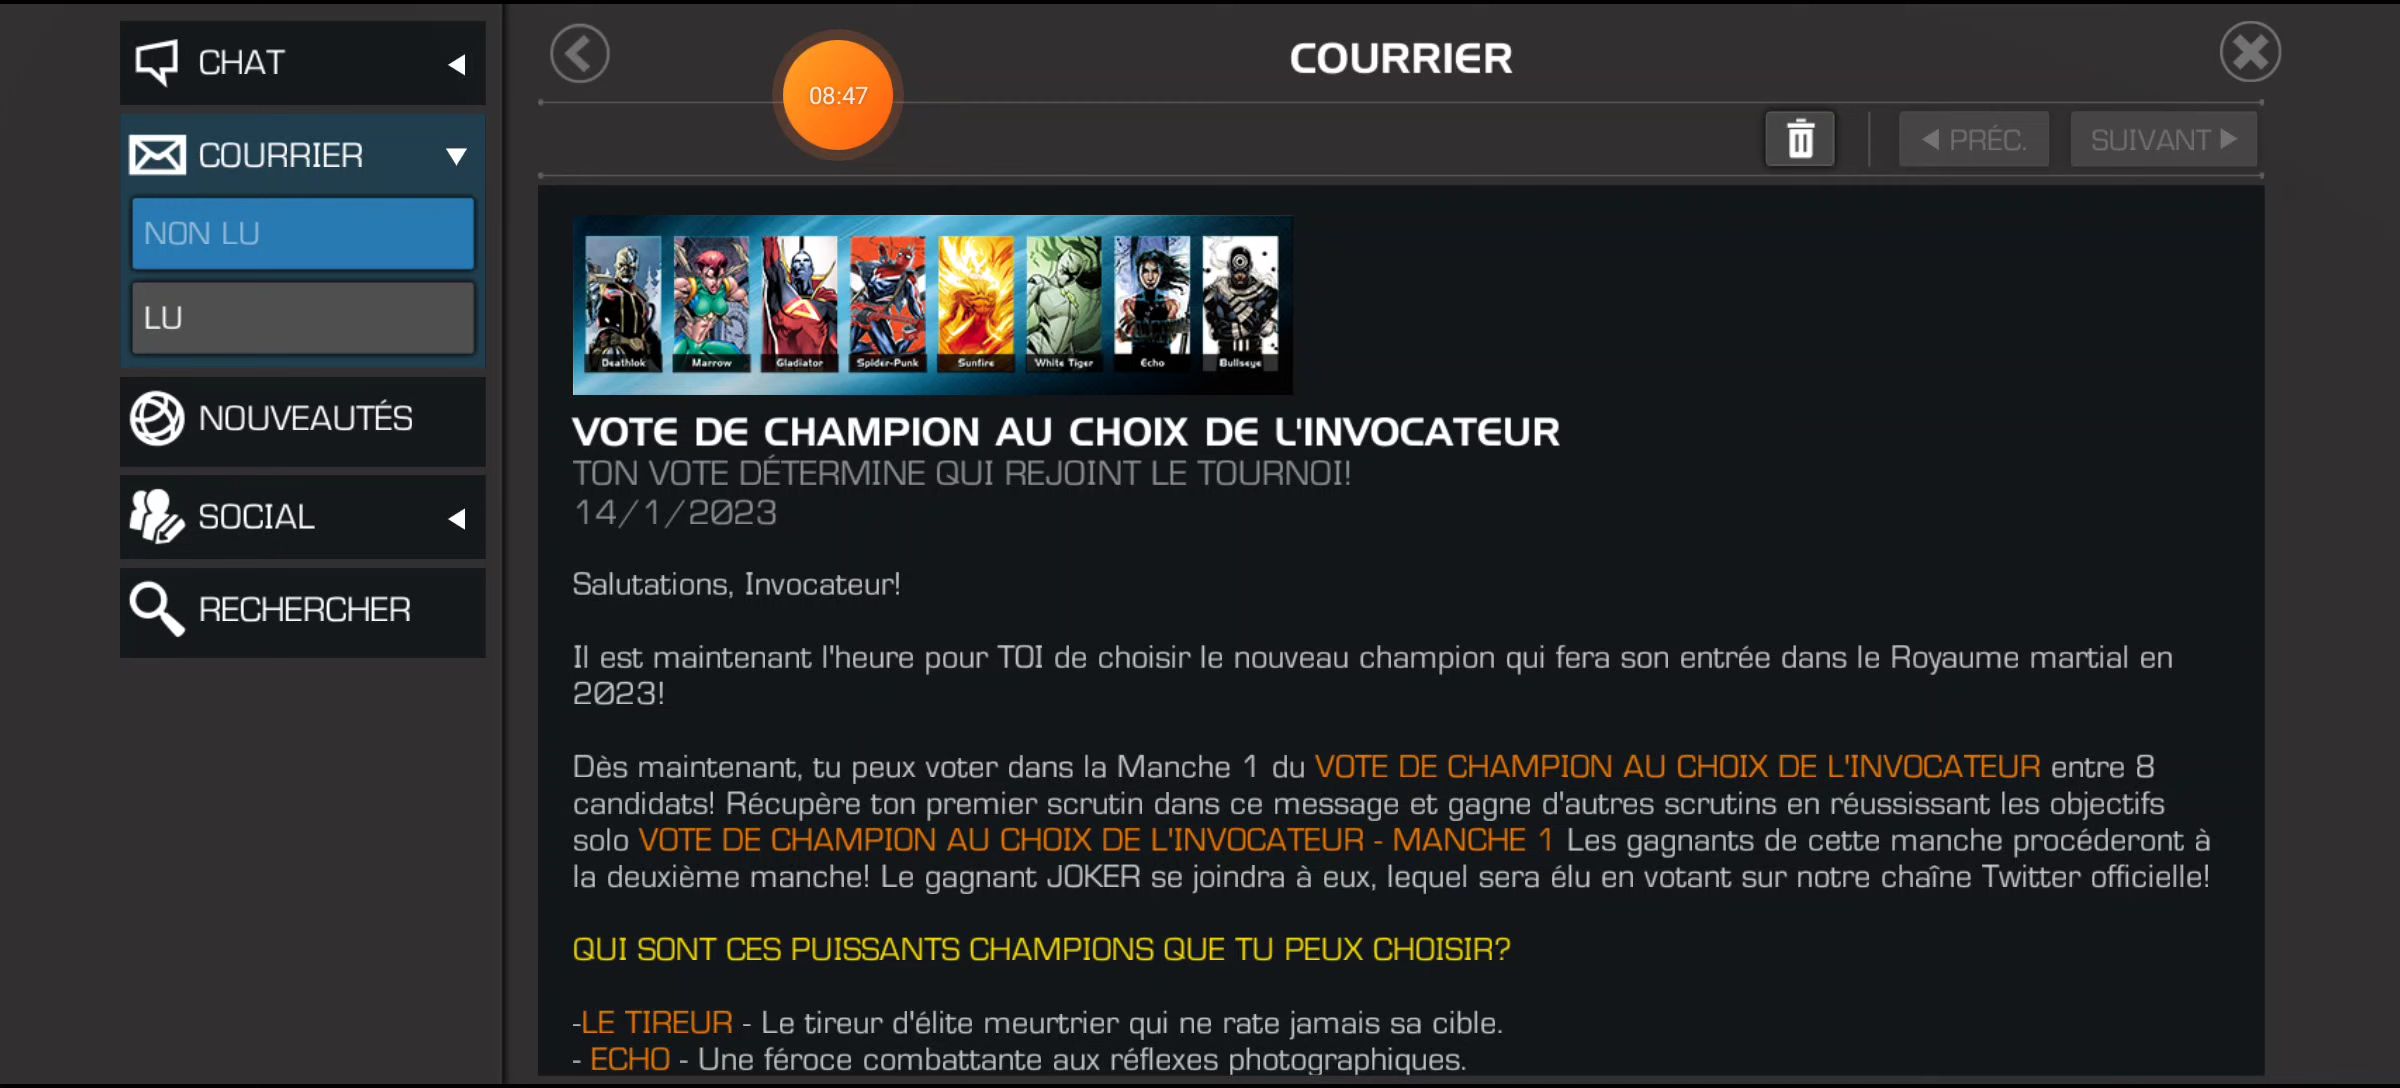 CHAT
COURRIER
NON LU
LU
NOUVEAUTÉS
SOCIAL
RECHERCHER
08:47
COURRIER
PRÉC.
SUIVANT
Deathlok
Marrow
Gladiator
Spider-Punk
Sunfire
White Tiger
Echo
Bullseye
VOTE DE CHAMPION AU CHOIX DE L'INVOCATEUR
TON VOTE DÉTERMINE QUI REJOINT LE TOURNOI!
14/1/2023
Salutations, Invocateur!
Il est maintenant l'heure pour TOI de choisir le nouveau champion qui fera son entrée dans le Royaume martial en
2023!
Dès maintenant, tu peux voter dans la Manche 1 du VOTE DE CHAMPION AU CHOIX DE L'INVOCATEUR entre 8
candidats! Récupère ton premier scrutin dans ce message et gagne d'autres scrutins en réussissant les objectifs
solo VOTE DE CHAMPION AU CHOIX DE L'INVOCATEUR - MANCHE 1 Les gagnants de cette manche procéderont à
la deuxième manche! Le gagnant JOKER se joindra à eux, lequel sera élu en votant sur notre chaîne Twitter officielle!
QUI SONT CES PUISSANTS CHAMPIONS QUE TU PEUX CHOISIR?
-LE TIREUR - Le tireur d'élite meurtrier qui ne rate jamais sa cible.
- ECHO - Une féroce combattante aux réflexes photographiques.